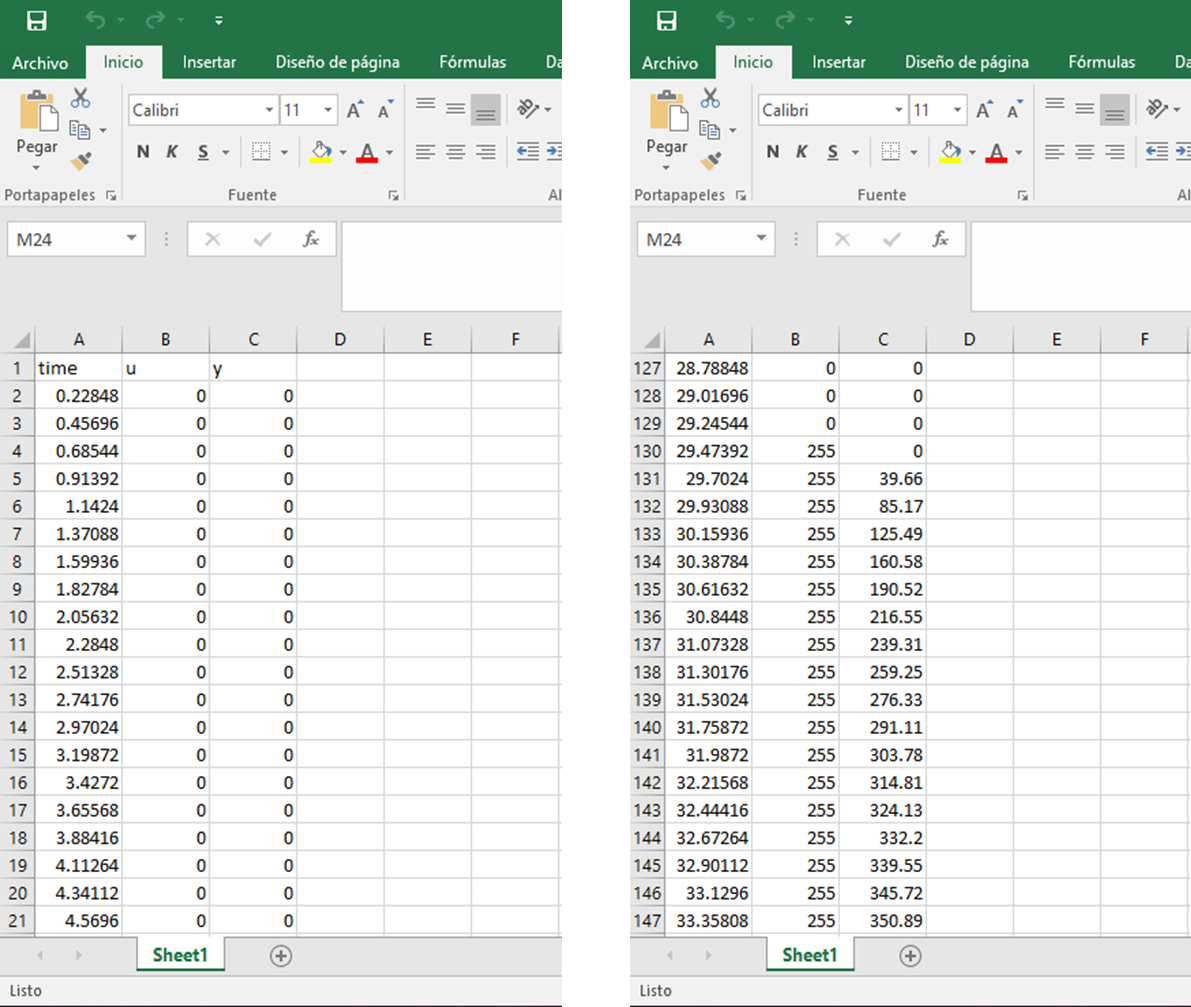 Archivo Inicio Insertar Diseño de página Fórmulas Da
Calibri 11 A A
Pegar
N K S A
Portapapeles Fuente Al
M24 fx
A B C D E F
1 time u y
2 0.22848 0 0
3 0.45696 0 0
4 0.68544 0 0
5 0.91392 0 0
6 1.1424 0 0
7 1.37088 0 0
8 1.59936 0 0
9 1.82784 0 0
10 2.05632 0 0
11 2.2848 0 0
12 2.51328 0 0
13 2.74176 0 0
14 2.97024 0 0
15 3.19872 0 0
16 3.4272 0 0
17 3.65568 0 0
18 3.88416 0 0
19 4.11264 0 0
20 4.34112 0 0
21 4.5696 0 0
Sheet1
Listo
Archivo Inicio Insertar Diseño de página Fórmulas Da
Calibri 11 A A
Pegar
N K S A
Portapapeles Fuente Al
M24 fx
A B C D E F
127 28.78848 0 0
128 29.01696 0 0
129 29.24544 0 0
130 29.47392 255 0
131 29.7024 255 39.66
132 29.93088 255 85.17
133 30.15936 255 125.49
134 30.38784 255 160.58
135 30.61632 255 190.52
136 30.8448 255 216.55
137 31.07328 255 239.31
138 31.30176 255 259.25
139 31.53024 255 276.33
140 31.75872 255 291.11
141 31.9872 255 303.78
142 32.21568 255 314.81
143 32.44416 255 324.13
144 32.67264 255 332.2
145 32.90112 255 339.55
146 33.1296 255 345.72
147 33.35808 255 350.89
Sheet1
Listo